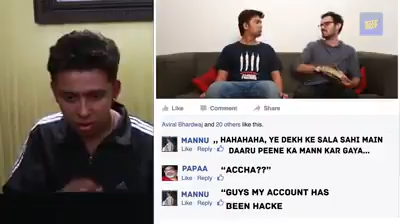 Like Comment Share
Aviral Bhardwaj and 20 others like this.
MANNU ,, HAHAHAHA, YE DEKH KE SALA SAHI MAIN
DAARU PEENE KA MANN KAR GAYA...
Like · Reply
PAPAA "ACCHA??"
Like · Reply
MANNU "GUYS MY ACCOUNT HAS
Like · Reply
BEEN HACKE